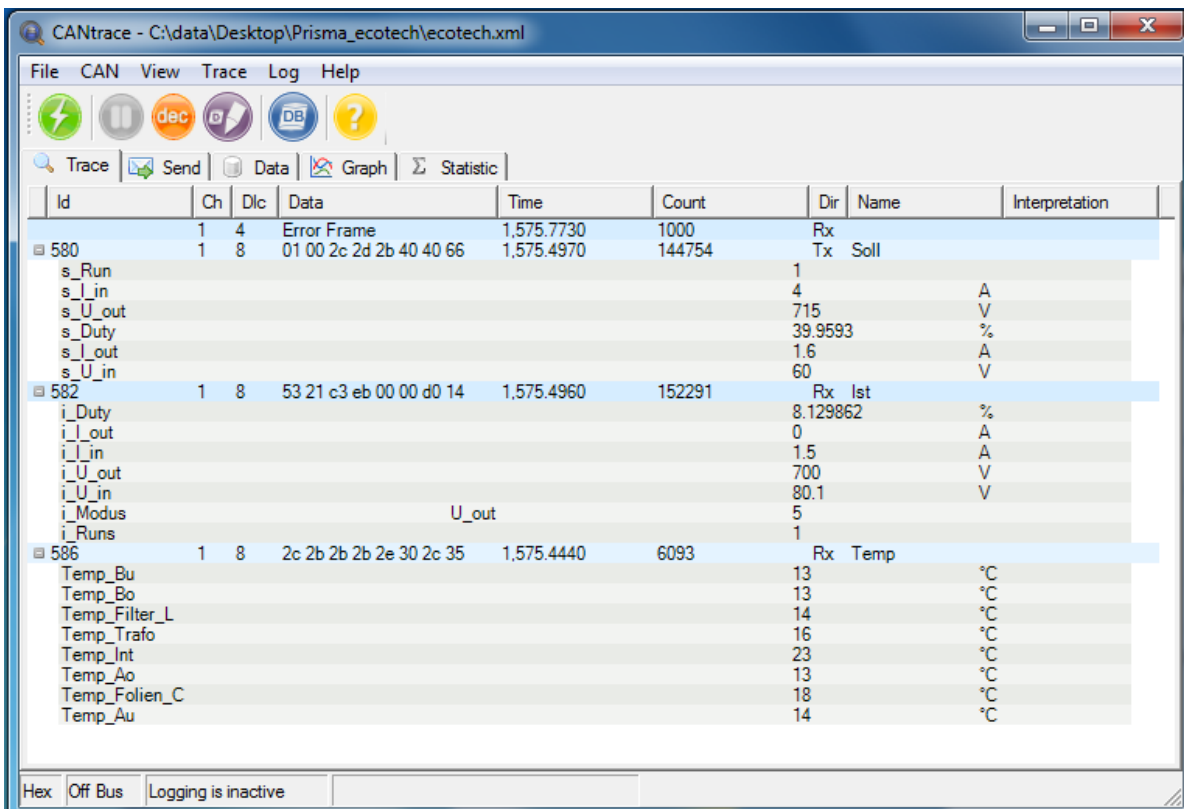 CANtrace - C:\data\Desktop\Prisma_ecotech\ecotech.xml
File CAN View Trace Log Help
dec D DB ?
Trace Send Data Graph Σ Statistic
Id Ch Dlc Data Time Count Dir Name Interpretation
1 4 Error Frame 1,575.7730 1000 Rx
580 1 8 01 00 2c 2d 2b 40 40 66 1,575.4970 144754 Tx Soll
s_Run 1
s_I_in 4 A
s_U_out 715 V
s_Duty 39.9593 %
s_I_out 1.6 A
s_U_in 60 V
582 1 8 53 21 c3 eb 00 00 d0 14 1,575.4960 152291 Rx Ist
i_Duty 8.129862 %
i_I_out 0 A
i_I_in 1.5 A
i_U_out 700 V
i_U_in 80.1 V
i_Modus U_out 5
i_Runs 1
586 1 8 2c 2b 2b 2b 2e 30 2c 35 1,575.4440 6093 Rx Temp
Temp_Bu 13 °C
Temp_Bo 13 °C
Temp_Filter_L 14 °C
Temp_Trafo 16 °C
Temp_Int 23 °C
Temp_Ao 13 °C
Temp_Folien_C 18 °C
Temp_Au 14 °C
Hex Off Bus Logging is inactive